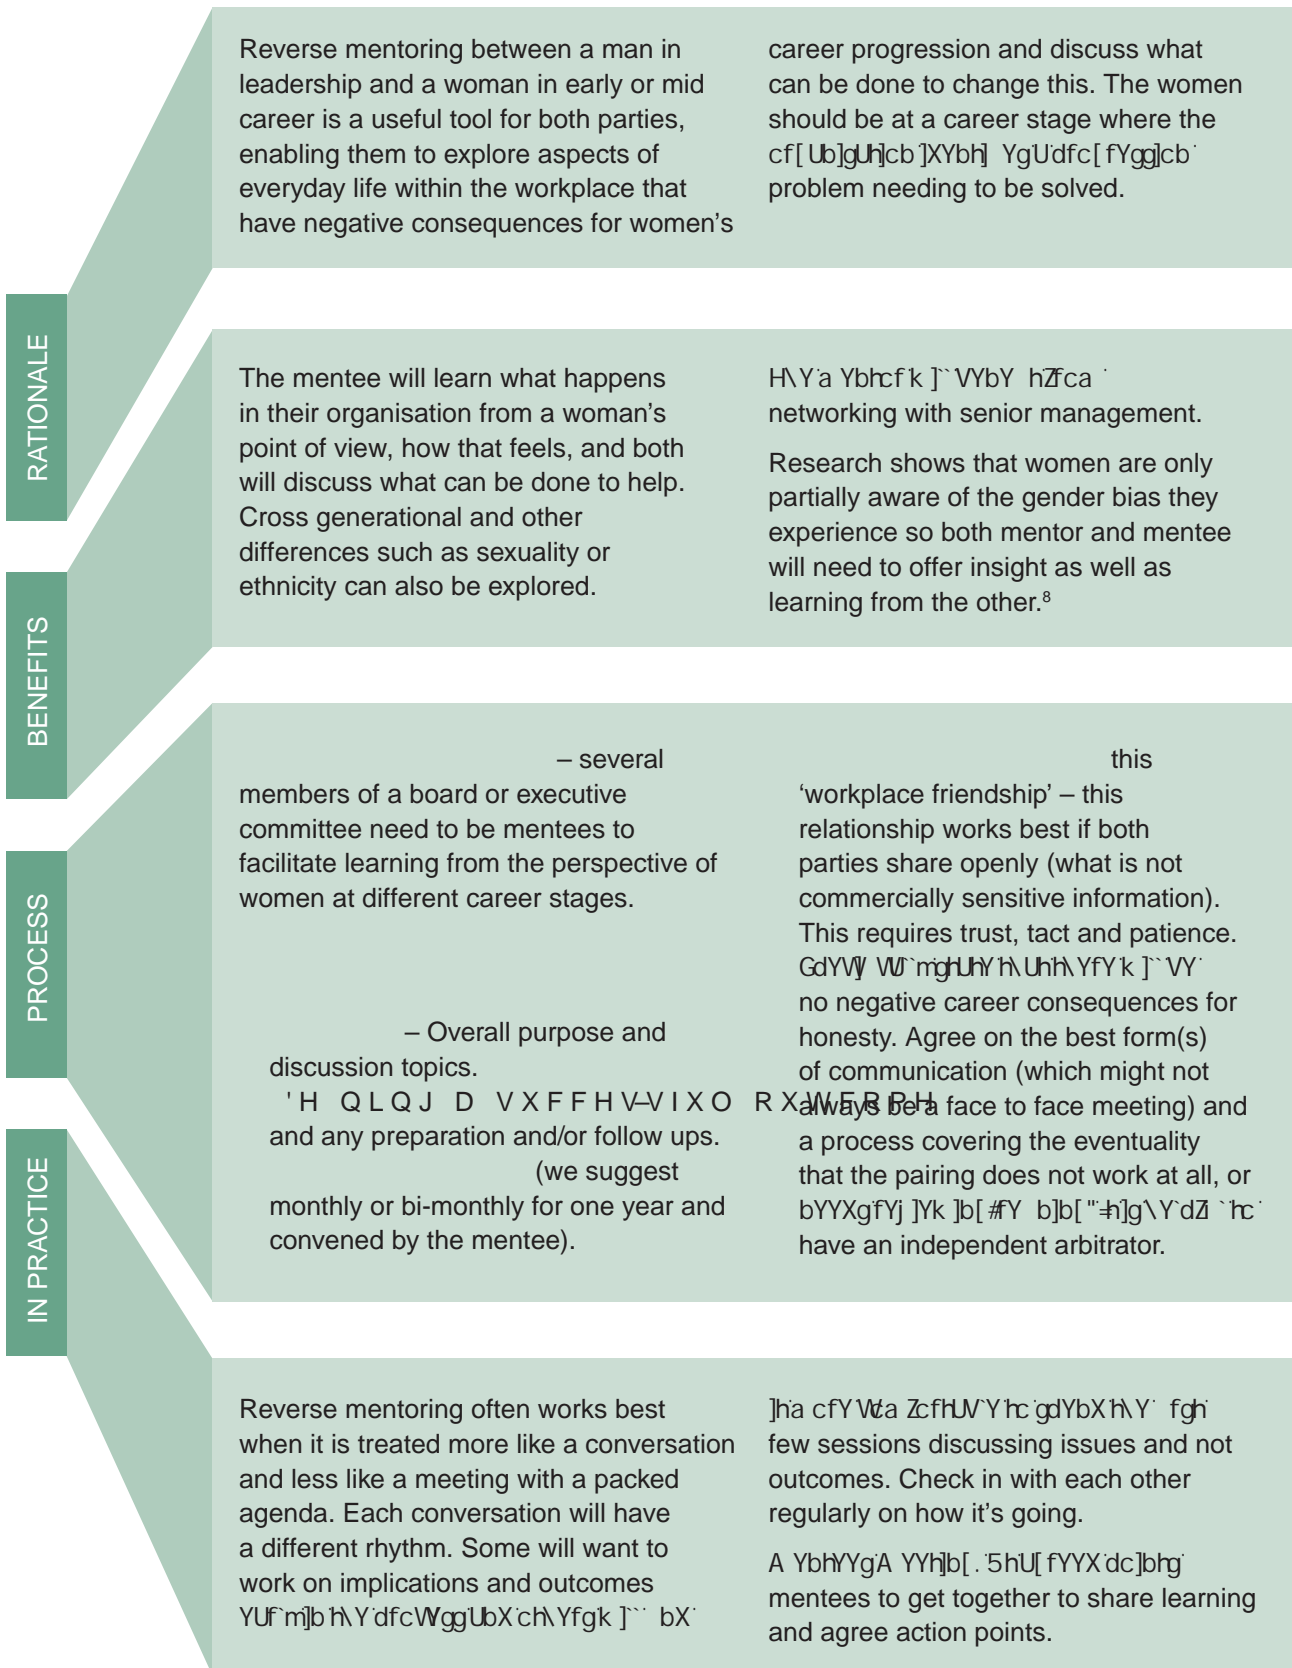 RATIONALE
Reverse mentoring between a man in
leadership and a woman in early or mid
career is a useful tool for both parties,
enabling them to explore aspects of
everyday life within the workplace that
have negative consequences for women’s
career progression and discuss what
can be done to change this. The women
should be at a career stage where the
problem needing to be solved.
BENEFITS
The mentee will learn what happens
in their organisation from a woman’s
point of view, how that feels, and both
will discuss what can be done to help.
Cross generational and other
differences such as sexuality or
ethnicity can also be explored.
networking with senior management.
Research shows that women are only
partially aware of the gender bias they
experience so both mentor and mentee
will need to offer insight as well as
learning from the other.⁸
PROCESS
– several
members of a board or executive
committee need to be mentees to
facilitate learning from the perspective of
women at different career stages.
– Overall purpose and
discussion topics.
and any preparation and/or follow ups.
(we suggest
monthly or bi-monthly for one year and
convened by the mentee).
this
‘workplace friendship’ – this
relationship works best if both
parties share openly (what is not
commercially sensitive information).
This requires trust, tact and patience.
no negative career consequences for
honesty. Agree on the best form(s)
of communication (which might not
always be a face to face meeting) and
a process covering the eventuality
that the pairing does not work at all, or
have an independent arbitrator.
IN PRACTICE
Reverse mentoring often works best
when it is treated more like a conversation
and less like a meeting with a packed
agenda. Each conversation will have
a different rhythm. Some will want to
work on implications and outcomes
few sessions discussing issues and not
outcomes. Check in with each other
regularly on how it's going.
mentees to get together to share learning
and agree action points.